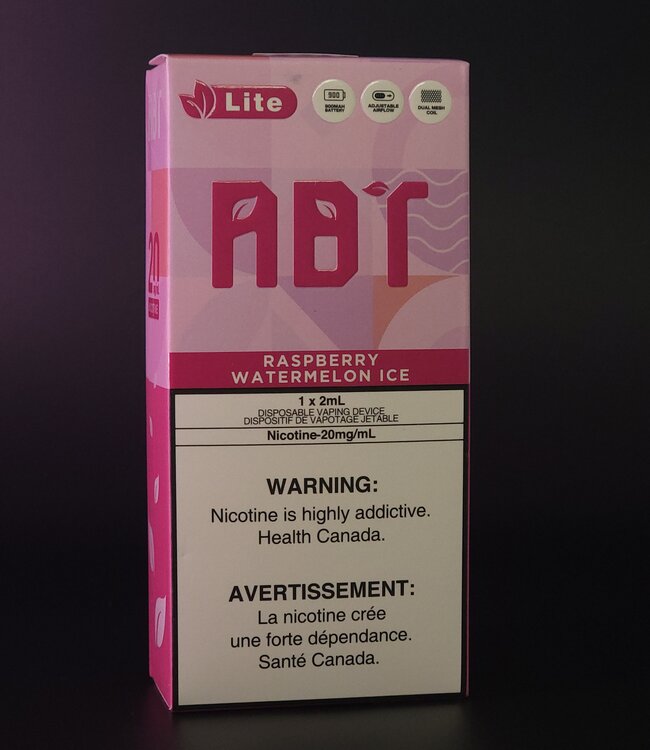 Lite
900
900MAH
BATTERY
ADJUSTABLE
AIRFLOW
DUAL MESH
COIL
ABT
20
RASPBERRY
WATERMELON ICE
1 x 2mL
DISPOSABLE VAPING DEVICE
DISPOSITIF DE VAPOTAGE JETABLE
Nicotine-20mg/mL
WARNING:
Nicotine is highly addictive.
Health Canada.
AVERTISSEMENT:
La nicotine crée
une forte dépendance.
Santé Canada.